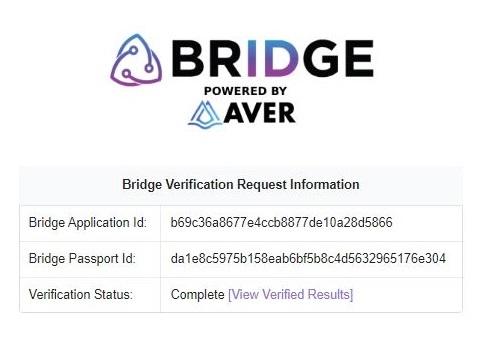 BRIDGE
POWERED BY
AVER
Bridge Verification Request Information
Bridge Application Id: b69c36a8677e4ccb8877de10a28d5866
Bridge Passport Id: da1e8c5975b158eab6bf5b8c4d5632965176e304
Verification Status: Complete [View Verified Results]